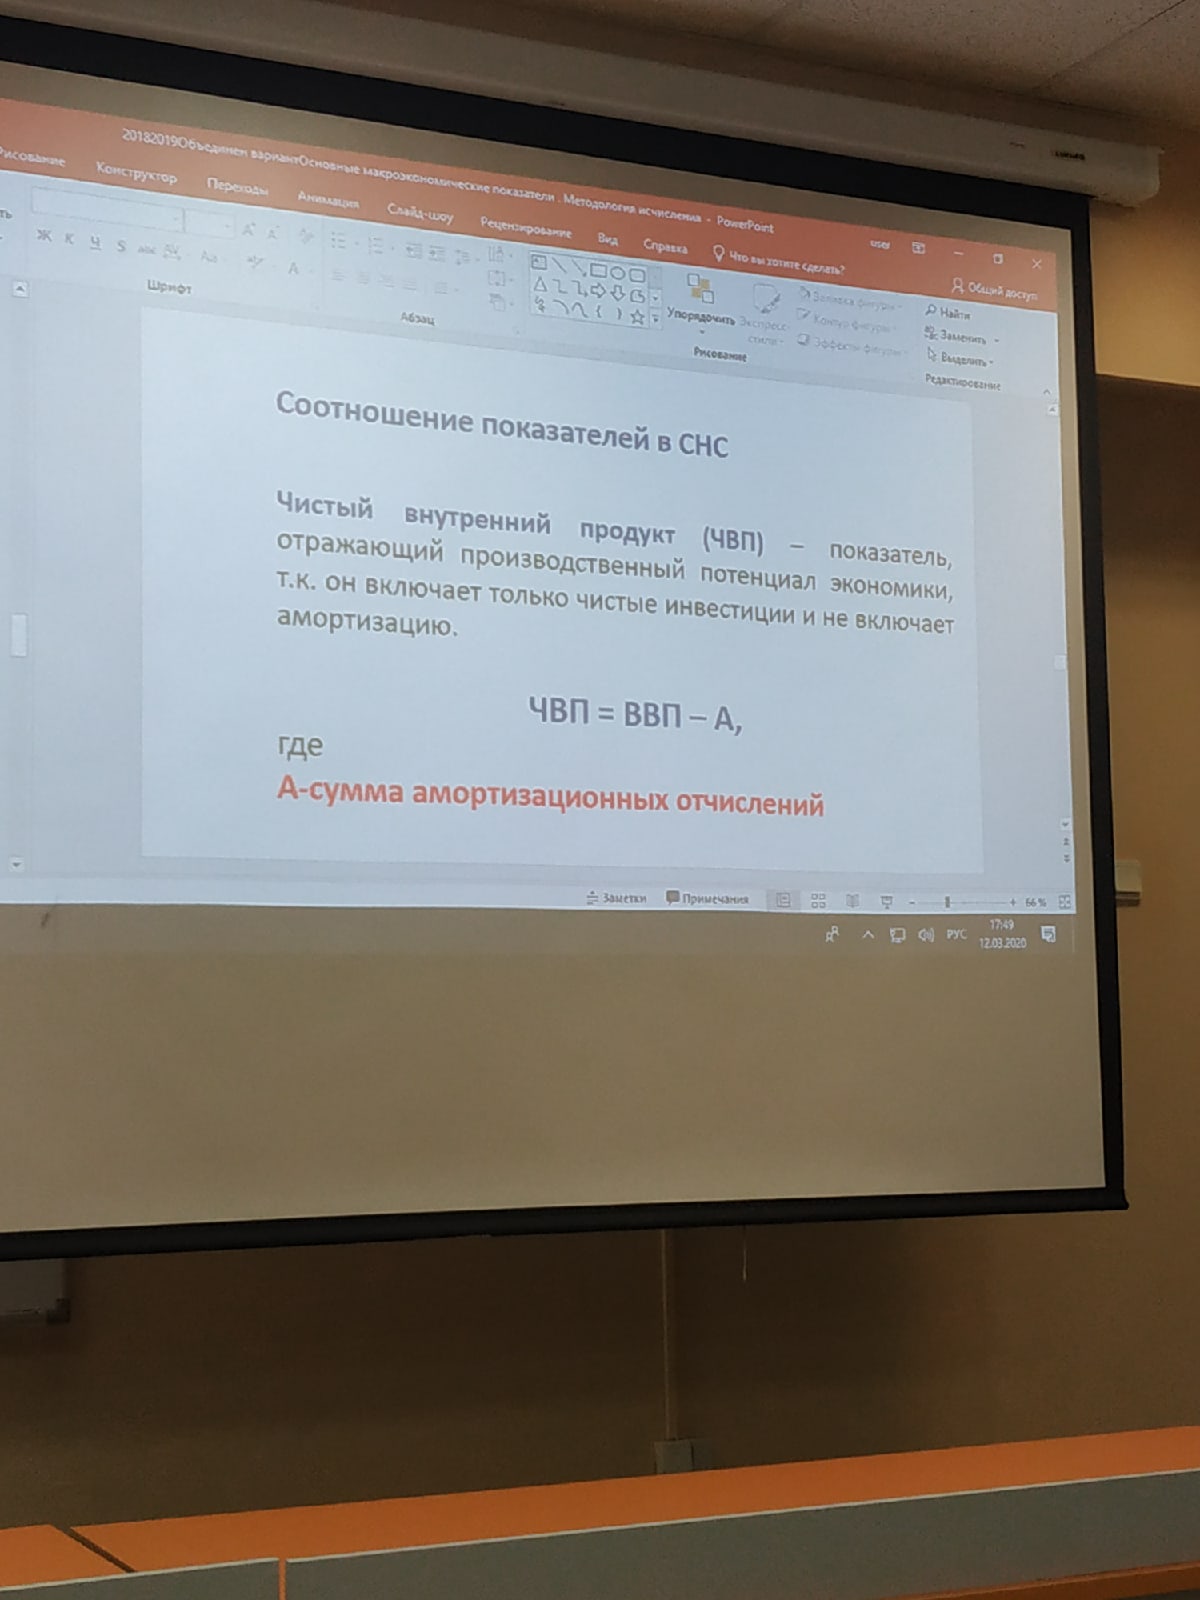 20182019Объединен вариантОсновные макроэкономические показатели . Методология исчисления - PowerPoint
user
Рисование Конструктор Переходы Анимация Слайд-шоу Рецензирование Вид Справка Что вы хотите сделать? Общий доступ
Ж К Ч S abc AV Aa А
Шрифт
Абзац
Упорядочить
Экспресс-
стили
Заливка фигуры
Контур фигуры
Эффекты фигуры
Рисование
Найти
Заменить
Выделить
Редактирование
Соотношение показателей в СНС
Чистый внутренний продукт (ЧВП) – показатель,
отражающий производственный потенциал экономики,
т.к. он включает только чистые инвестиции и не включает
амортизацию.
ЧВП = ВВП – А,
где
А-сумма амортизационных отчислений
Заметки Примечания 66 %
РУС 17:49
12.03.2020